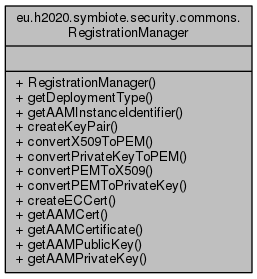 eu.h2020.symbiote.security.commons.
RegistrationManager
+ RegistrationManager()
+ getDeploymentType()
+ getAAMInstanceIdentifier()
+ createKeyPair()
+ convertX509ToPEM()
+ convertPrivateKeyToPEM()
+ convertPEMToX509()
+ convertPEMToPrivateKey()
+ createECCert()
+ getAAMCert()
+ getAAMCertificate()
+ getAAMPublicKey()
+ getAAMPrivateKey()